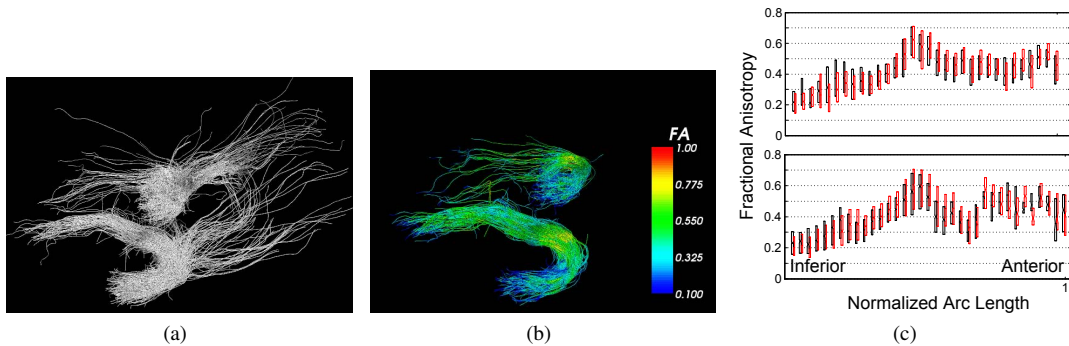 FA
1.00
0.775
0.550
0.325
0.100
Fractional Anisotropy
0.8
0.6
0.4
0.2
0
0.8
0.6
0.4
0.2
0
Inferior
Anterior
1
Normalized Arc Length
(a)
(b)
(c)